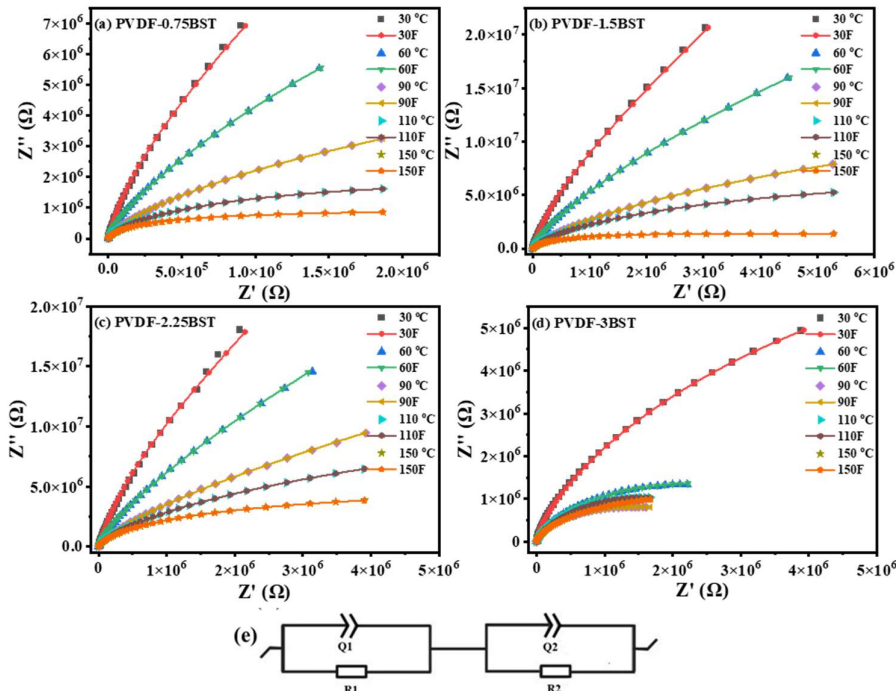 (a) PVDF-0.75BST
7×10⁶
6×10⁶
5×10⁶
4×10⁶
3×10⁶
2×10⁶
1×10⁶
0
Z'' (Ω)
0.0
5.0×10⁵
1×10⁶
1.5×10⁶
2.0×10⁶
Z' (Ω)
30 °C
30F
60 °C
60F
90 °C
90F
110 °C
110F
150 °C
150F
(b) PVDF-1.5BST
2.0×10⁷
1.5×10⁷
1.0×10⁷
5.0×10⁶
0.0
Z'' (Ω)
0
1×10⁶
2×10⁶
3×10⁶
4×10⁶
5×10⁶
6×10⁶
Z' (Ω)
30 °C
30F
60 °C
60F
90 °C
90F
110 °C
110F
150 °C
150F
(c) PVDF-2.25BST
2.0×10⁷
1.5×10⁷
1.0×10⁷
5.0×10⁶
0.0
Z'' (Ω)
0
1×10⁶
2×10⁶
3×10⁶
4×10⁶
5×10⁶
Z' (Ω)
30 °C
30F
60 °C
60F
90 °C
90F
110 °C
110F
150 °C
150F
(d) PVDF-3BST
5×10⁶
4×10⁶
3×10⁶
2×10⁶
1×10⁶
0
Z'' (Ω)
0
1×10⁶
2×10⁶
3×10⁶
4×10⁶
5×10⁶
Z' (Ω)
30 °C
30F
60 °C
60F
90 °C
90F
110 °C
110F
150 °C
150F
(e)
Q1
Q2
R1
R2